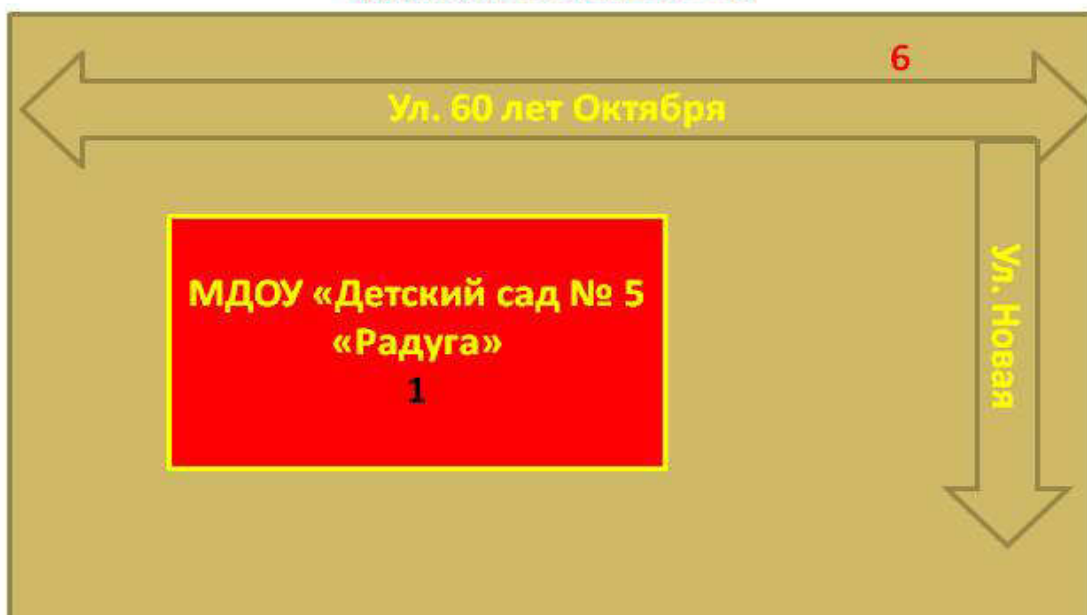 6
Ул. 60 лет Октября
МДОУ «Детский сад № 5
«Радуга»
1
Ул. Новая